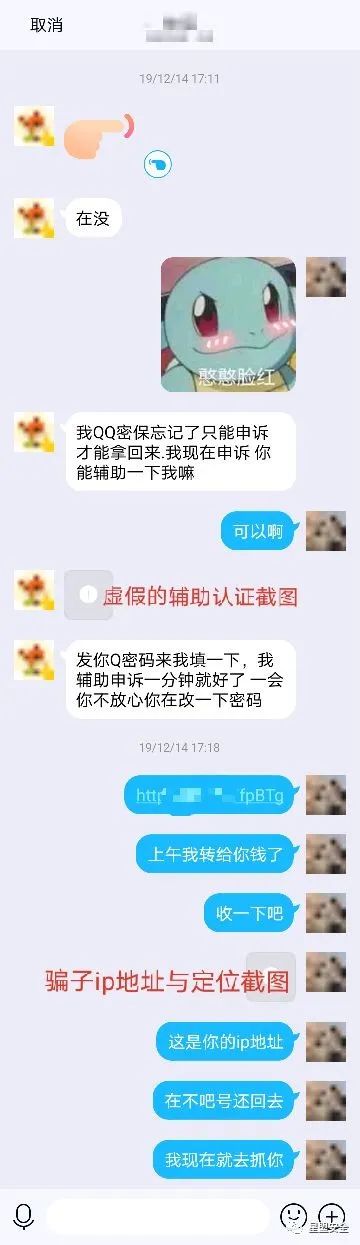 取消
19/12/14 17:11
在没
憨憨脸红
我QQ密保忘记了只能申诉
才能拿回来.我现在申诉 你
能辅助一下我嘛
可以啊
虚假的辅助认证截图
发你Q密码来我填一下，我
辅助申诉一分钟就好了 一会
你不放心你在改一下密码
19/12/14 17:18
fpBTg
上午我转给你钱了
收一下吧
骗子ip地址与定位截图
这是你的ip地址
在不吧号还回去
我现在就去抓你
星盟安全